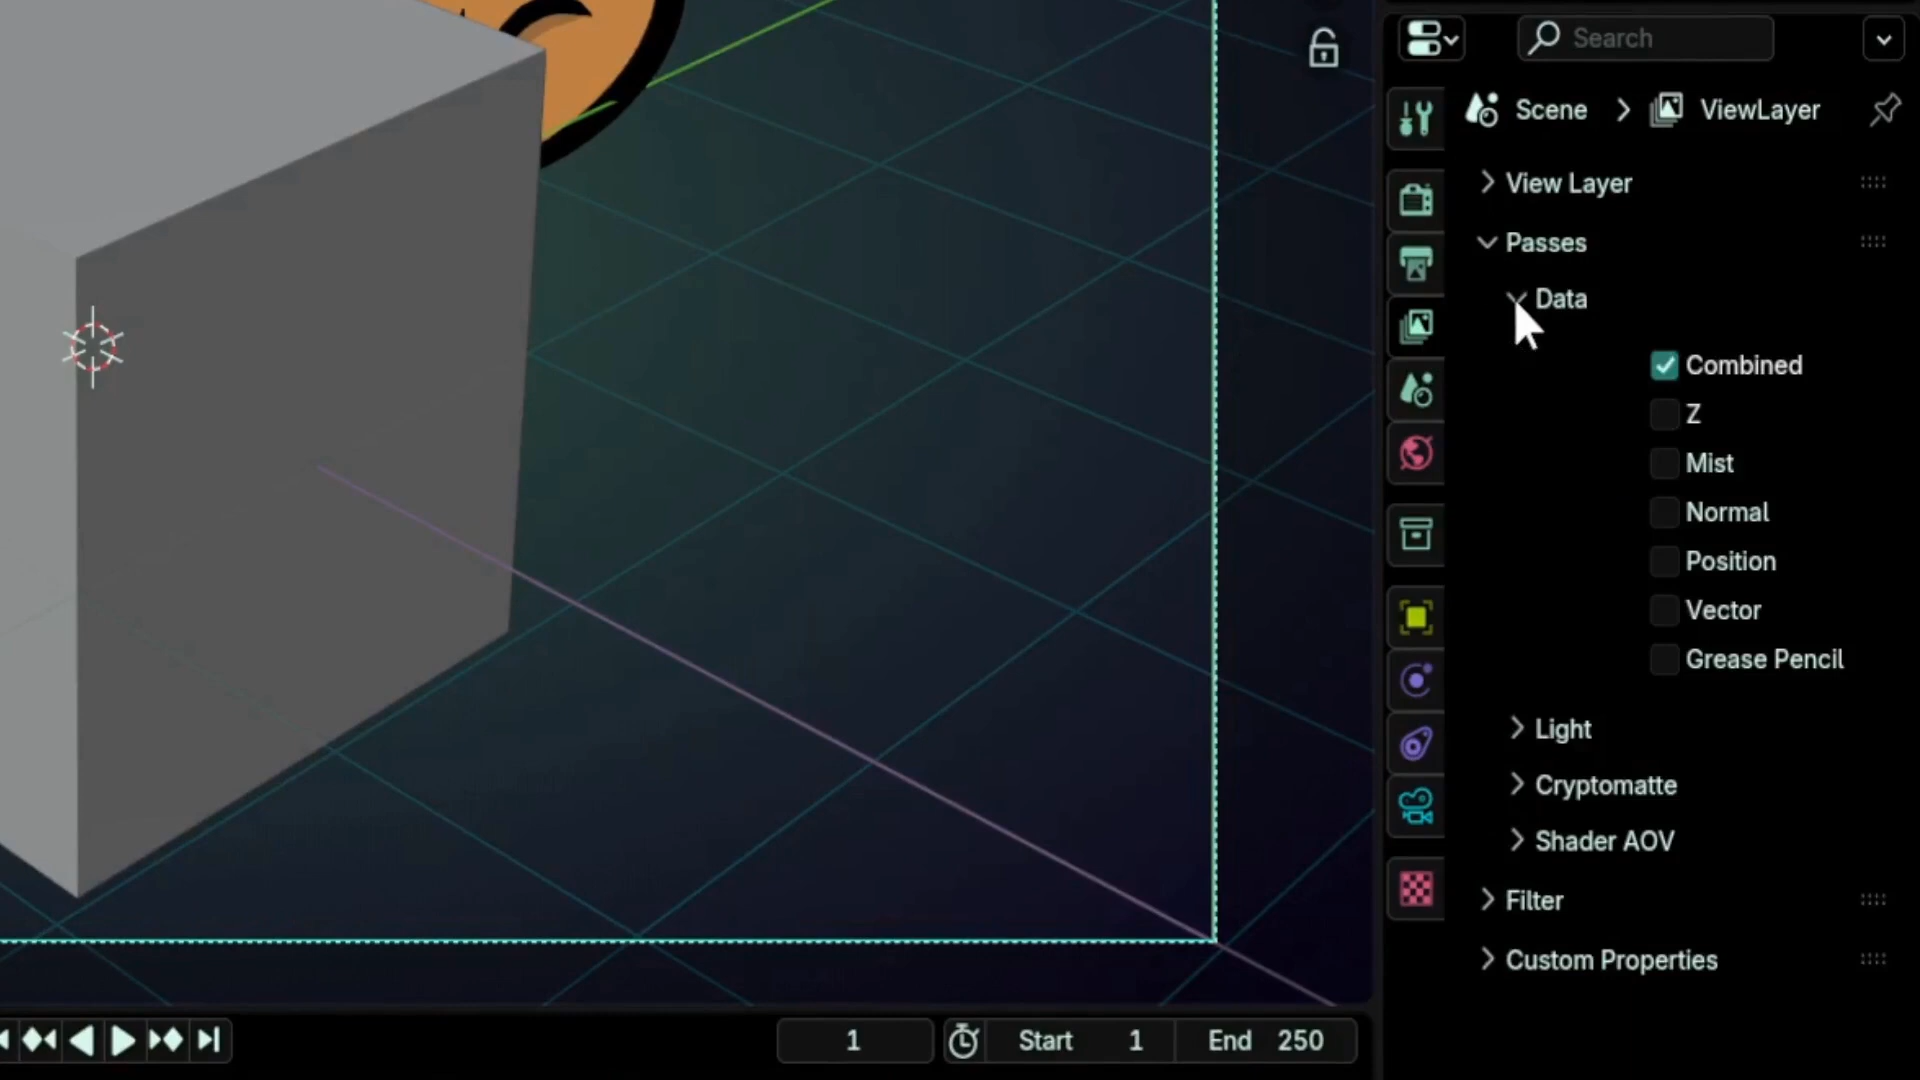 Search
Scene ViewLayer
View Layer
Passes
Data
Combined
Z
Mist
Normal
Position
Vector
Grease Pencil
Light
Cryptomatte
Shader AOV
Filter
Custom Properties
1 Start 1 End 250